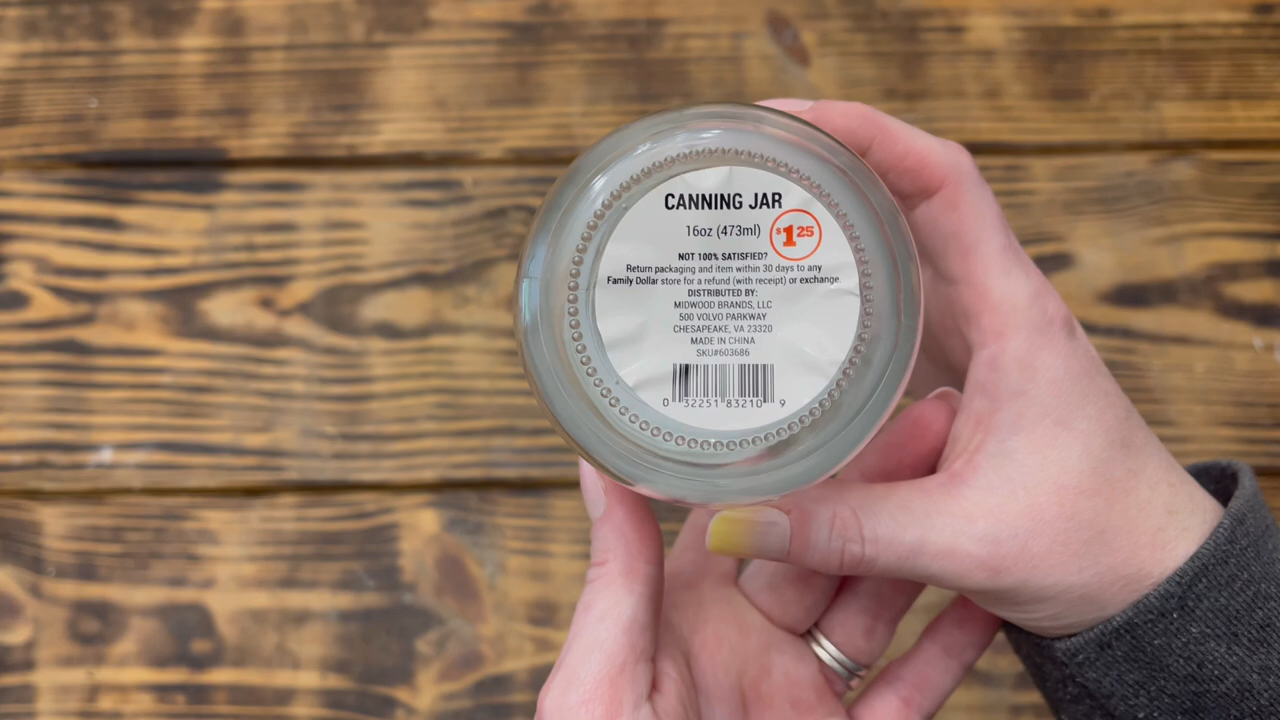 CANNING JAR
16oz (473ml)
$1.25
NOT 100% SATISFIED?
Return packaging and item within 30 days to any
Family Dollar store for a refund (with receipt) or exchange.
DISTRIBUTED BY:
MIDWOOD BRANDS, LLC
500 VOLVO PARKWAY
CHESAPEAKE, VA 23320
MADE IN CHINA
SKU#603686
0 32251 83210 9